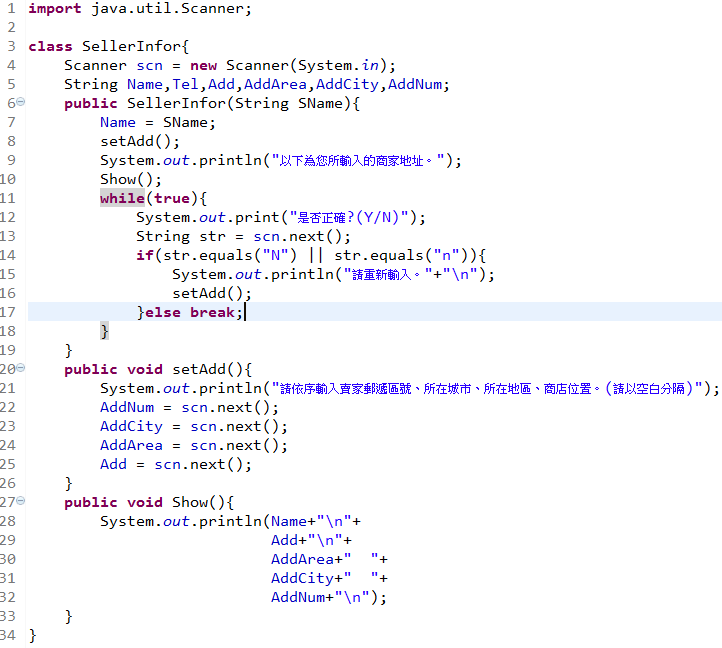 1 import java.util.Scanner;
2
3 class SellerInfor{
4     Scanner scn = new Scanner(System.in);
5     String Name,Tel,Add,AddArea,AddCity,AddNum;
6     public SellerInfor(String SName){
7         Name = SName;
8         setAdd();
9         System.out.println("以下為您所輸入的商家地址。");
10         Show();
11         while(true){
12             System.out.print("是否正確?(Y/N)");
13             String str = scn.next();
14             if(str.equals("N") || str.equals("n")){
15                 System.out.println("請重新輸入。"+"\n");
16                 setAdd();
17             }else break;
18         }
19     }
20     public void setAdd(){
21         System.out.println("請依序輸入賣家郵遞區號、所在城市、所在地區、商店位置。(請以空白分隔)");
22         AddNum = scn.next();
23         AddCity = scn.next();
24         AddArea = scn.next();
25         Add = scn.next();
26     }
27     public void Show(){
28         System.out.println(Name+"\n"+
29                            Add+"\n"+
30                            AddArea+"  "+
31                            AddCity+"  "+
32                            AddNum+"\n");
33     }
34 }